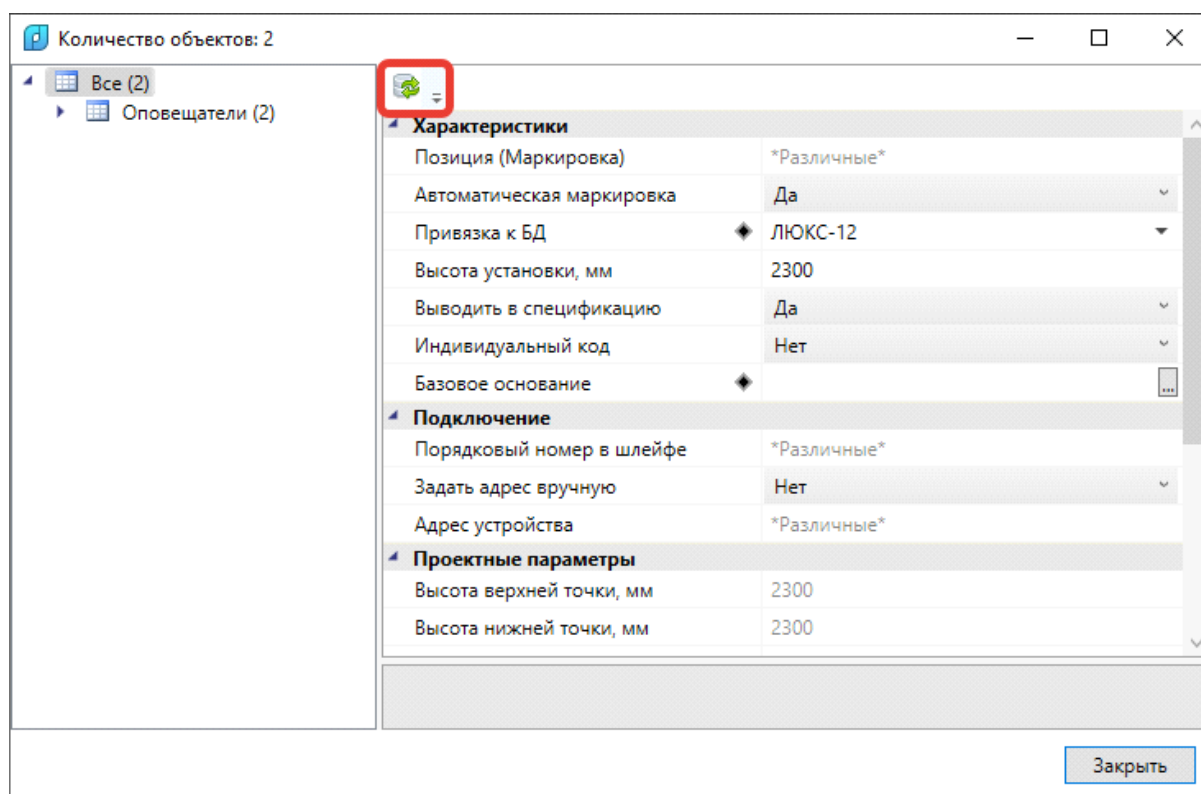 Количество объектов: 2
Все (2)
Оповещатели (2)
Характеристики
Позиция (Маркировка) *Различные*
Автоматическая маркировка Да
Привязка к БД ЛЮКС-12
Высота установки, мм 2300
Выводить в спецификацию Да
Индивидуальный код Нет
Базовое основание ...
Подключение
Порядковый номер в шлейфе *Различные*
Задать адрес вручную Нет
Адрес устройства *Различные*
Проектные параметры
Высота верхней точки, мм 2300
Высота нижней точки, мм 2300
Закрыть